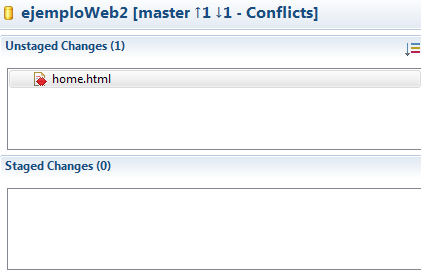 ejemploWeb2 [master ↑1 ↓1 - Conflicts]
Unstaged Changes (1)
home.html
Staged Changes (0)